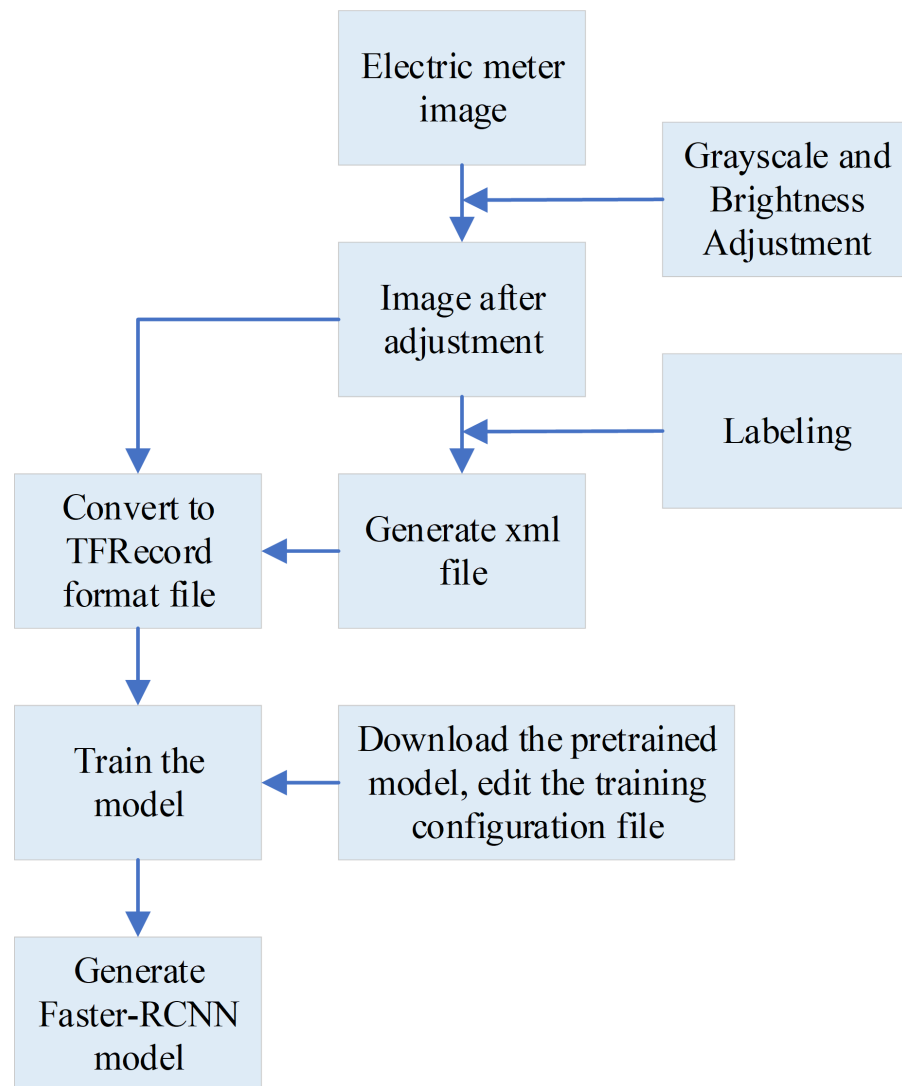 Electric meter
image
Grayscale and
Brightness
Adjustment
Image after
adjustment
Labeling
Convert to
TFRecord
format file
Generate xml
file
Train the
model
Download the pretrained
model, edit the training
configuration file
Generate
Faster-RCNN
model